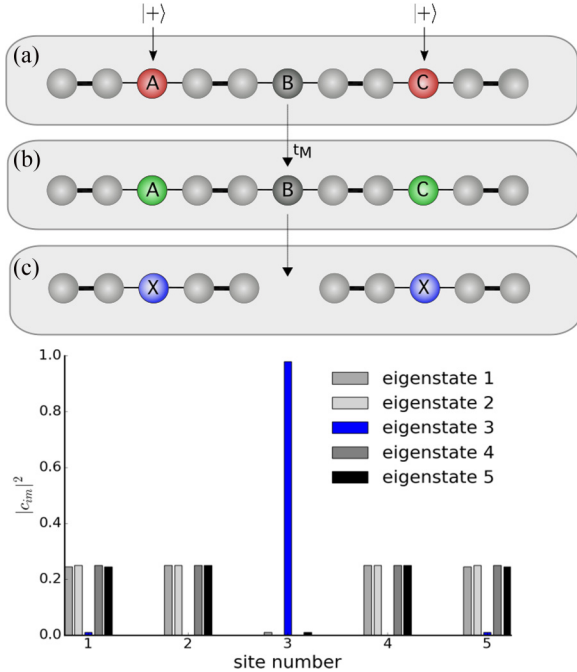 |+⟩ |+⟩
(a) A B C
t_M
(b) A B C
(c) X X
1.0
eigenstate 1
eigenstate 2
0.8
eigenstate 3
eigenstate 4
0.6
eigenstate 5
|c_im|²
0.4
0.2
0.0
1 2 3 4 5
site number